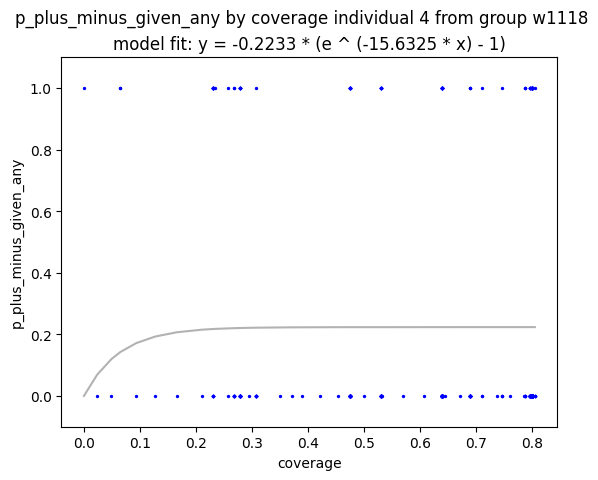 p_plus_minus_given_any by coverage individual 4 from group w1118
model fit: y = -0.2233 * (e ^ (-15.6325 * x) - 1)
1.0
0.8
0.6
0.4
0.2
0.0
p_plus_minus_given_any
0.0 0.1 0.2 0.3 0.4 0.5 0.6 0.7 0.8
coverage